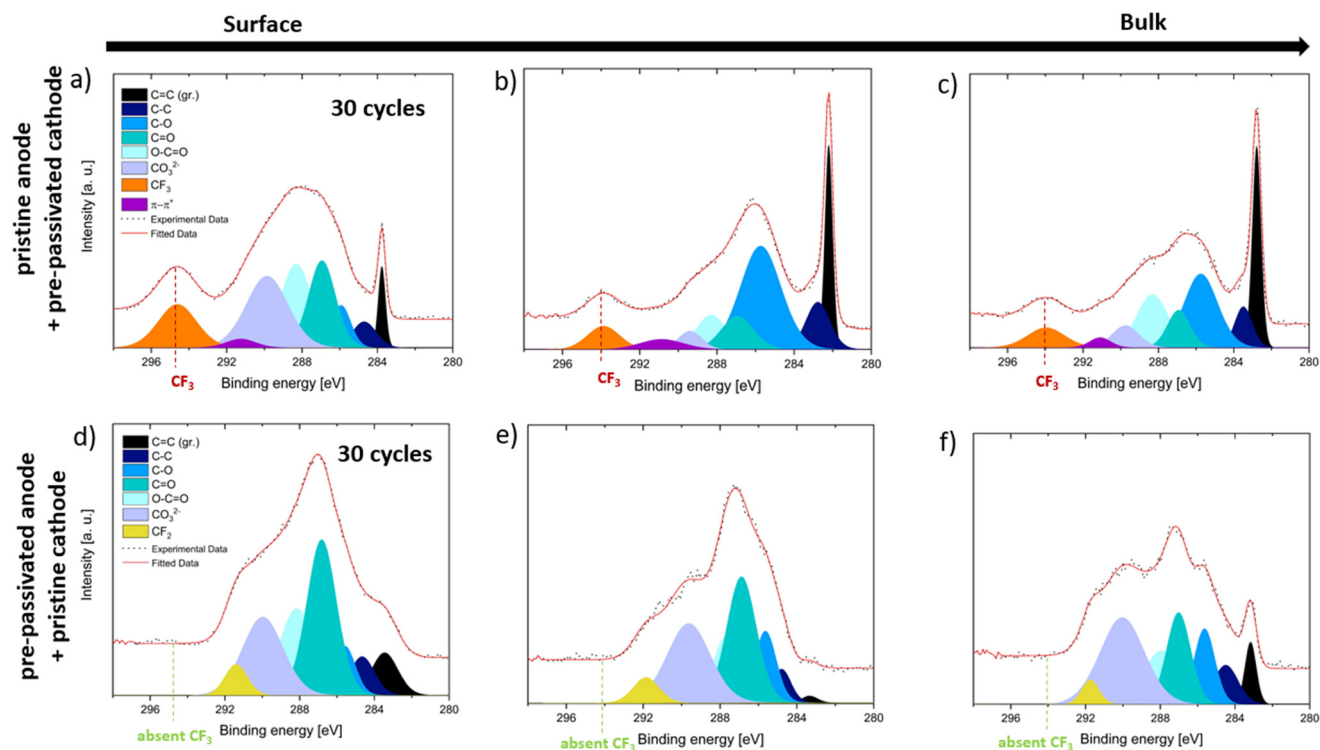 Surface
Bulk
pristine anode
+ pre-passivated cathode
a)
C=C (gr.)
C-C
C-O
C=O
O-C=O
CO₃²⁻
CF₃
π–π*
Experimental Data
Fitted Data
30 cycles
Intensity [a. u.]
296 292 288 284 280
CF₃
Binding energy [eV]
b)
296 292 288 284 280
CF₃
Binding energy [eV]
c)
296 292 288 284 280
CF₃
Binding energy [eV]
pre-passivated anode
+ pristine cathode
d)
C=C (gr.)
C-C
C-O
C=O
O-C=O
CO₃²⁻
CF₂
Experimental Data
Fitted Data
30 cycles
Intensity [a. u.]
296 292 288 284 280
Binding energy [eV]
absent CF₃
e)
296 292 288 284 280
Binding energy [eV]
absent CF₃
f)
296 292 288 284 280
Binding energy [eV]
absent CF₃